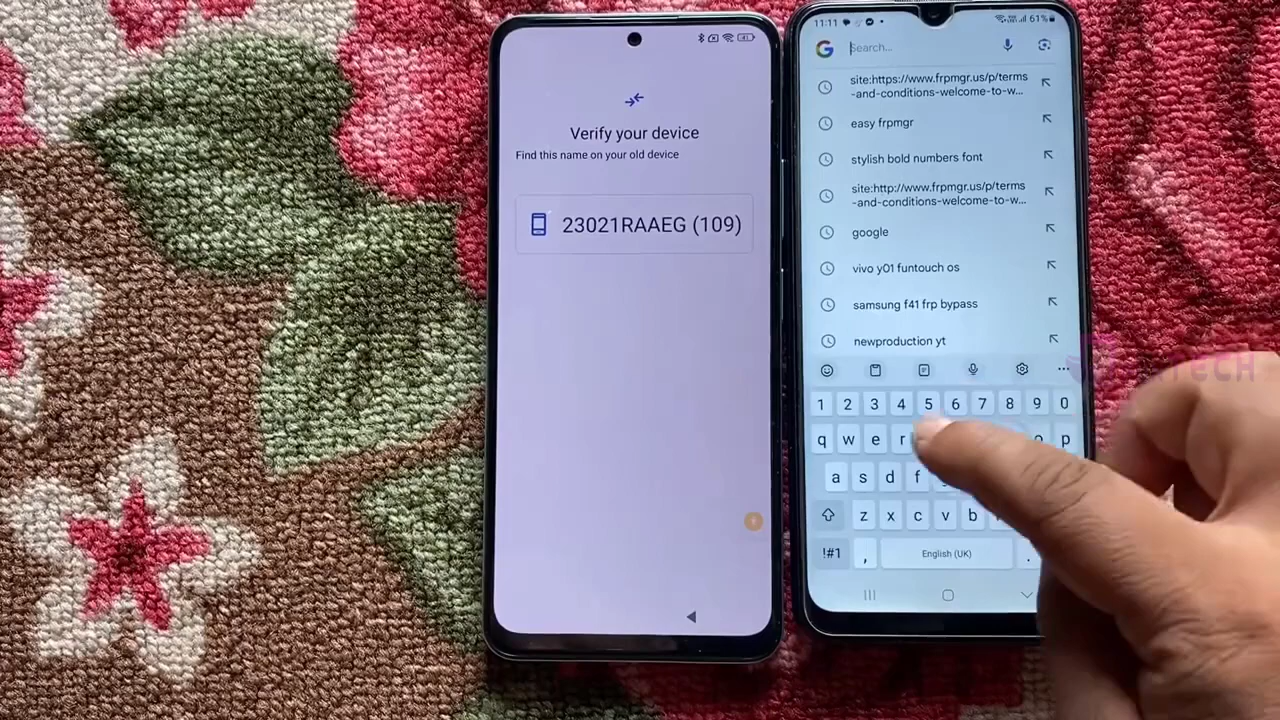 Verify your device
Find this name on your old device
23021RAAEG (109)
11:11
61%
Search...
site:https://www.frpmgr.us/p/terms
-and-conditions-welcome-to-w...
easy frpmgr
stylish bold numbers font
site:http://www.frpmgr.us/p/terms
-and-conditions-welcome-to-w...
google
vivo y01 funtouch os
samsung f41 frp bypass
newproduction yt
1 2 3 4 5 6 7 8 9 0
q w e r o p
a s d f
z x c v b
!#1 , English (UK) .
TECH